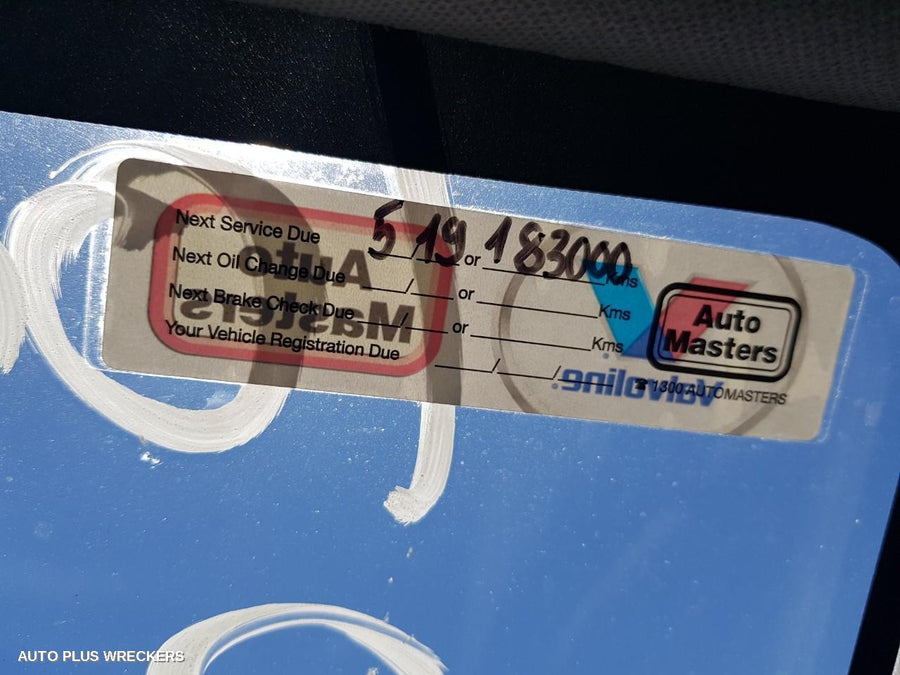 Next Service Due 5 / 19 or 183000 Kms
Next Oil Change Due / or Kms
Next Brake Check Due / or Kms
Your Vehicle Registration Due / /
Auto
Masters
☎ 1300 AUTOMASTERS
Auto
Masters
Valvoline.
AUTO PLUS WRECKERS